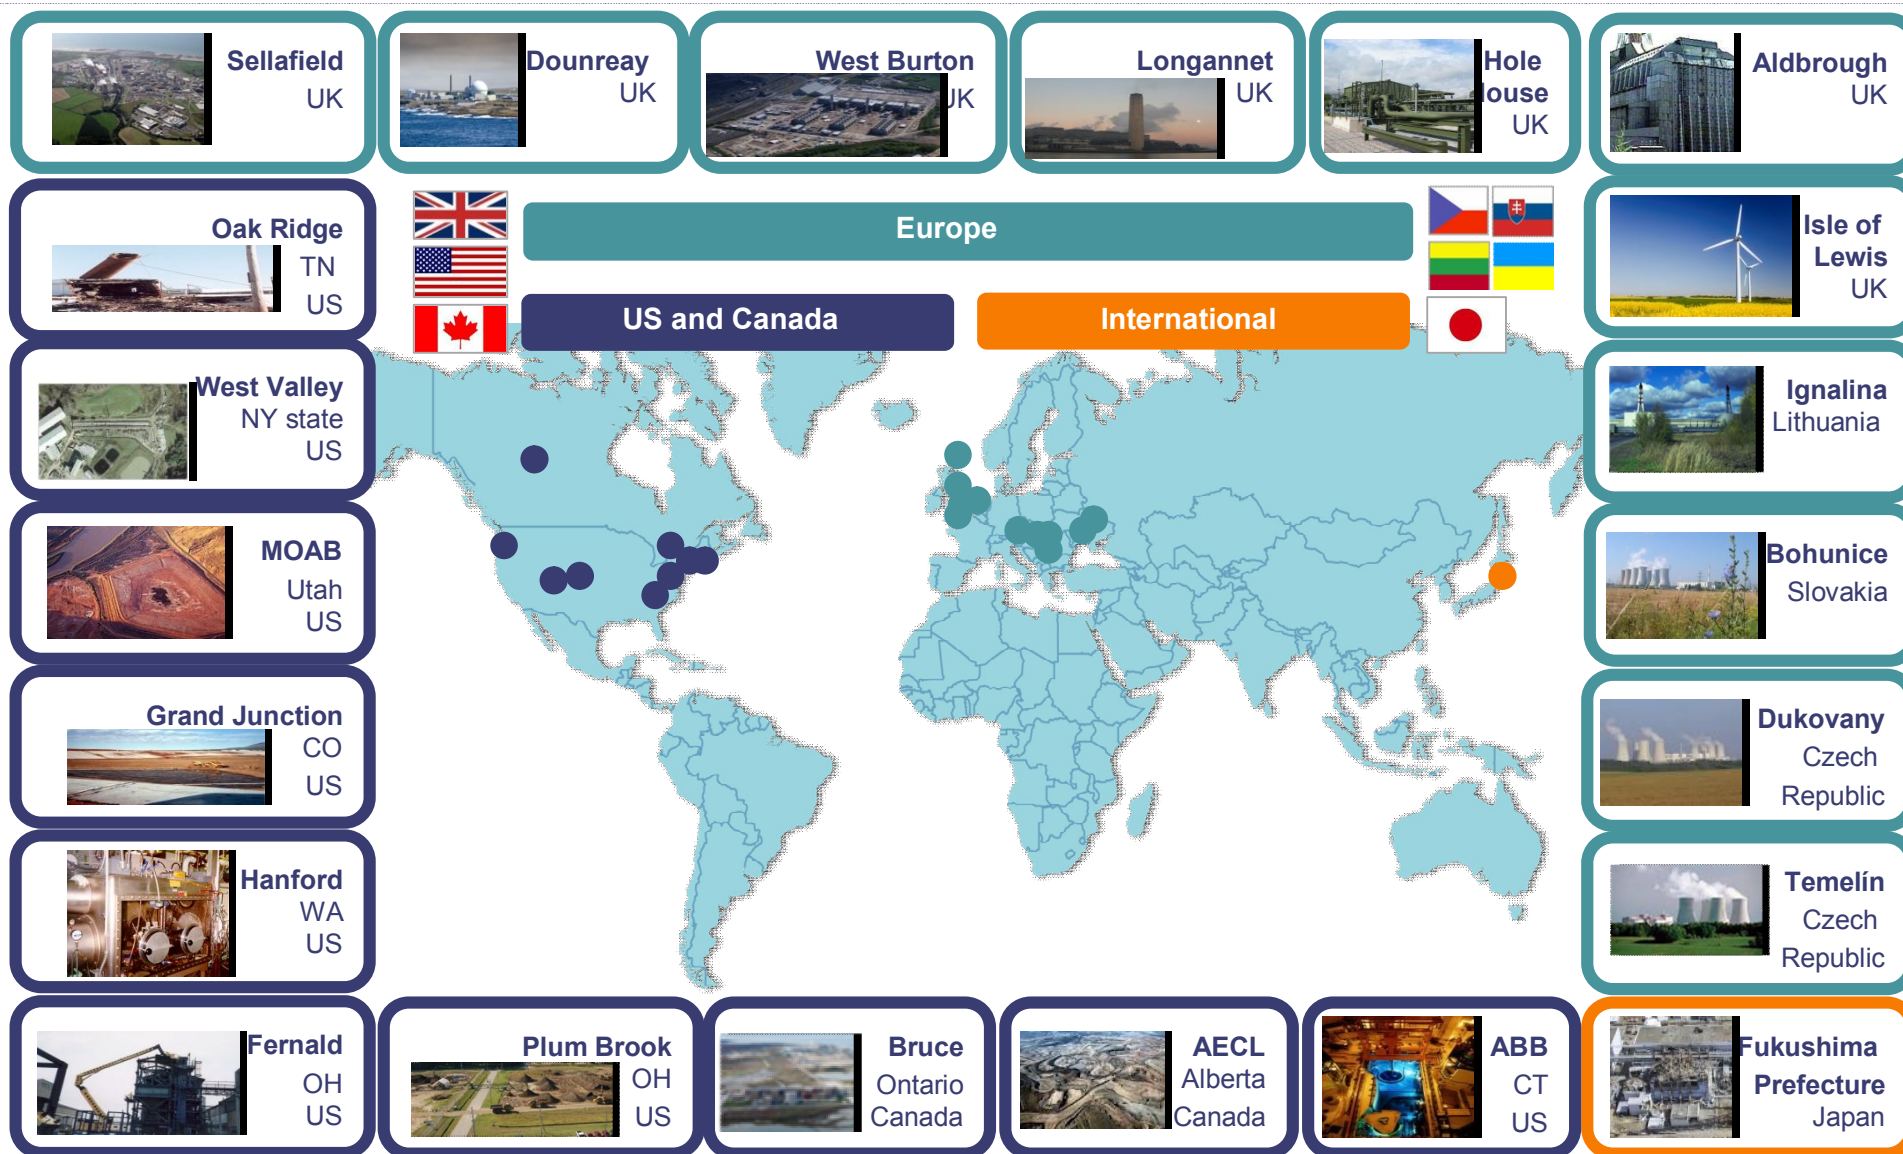 Sellafield
UK
Dounreay
UK
West Burton
UK
Longannet
UK
Hole
House
UK
Aldbrough
UK
Oak Ridge
TN
US
Europe
Isle of
Lewis
UK
US and Canada
International
West Valley
NY state
US
Ignalina
Lithuania
MOAB
Utah
US
Bohunice
Slovakia
Grand Junction
CO
US
Dukovany
Czech
Republic
Hanford
WA
US
Temelín
Czech
Republic
Fernald
OH
US
Plum Brook
OH
US
Bruce
Ontario
Canada
AECL
Alberta
Canada
ABB
CT
US
Fukushima
Prefecture
Japan